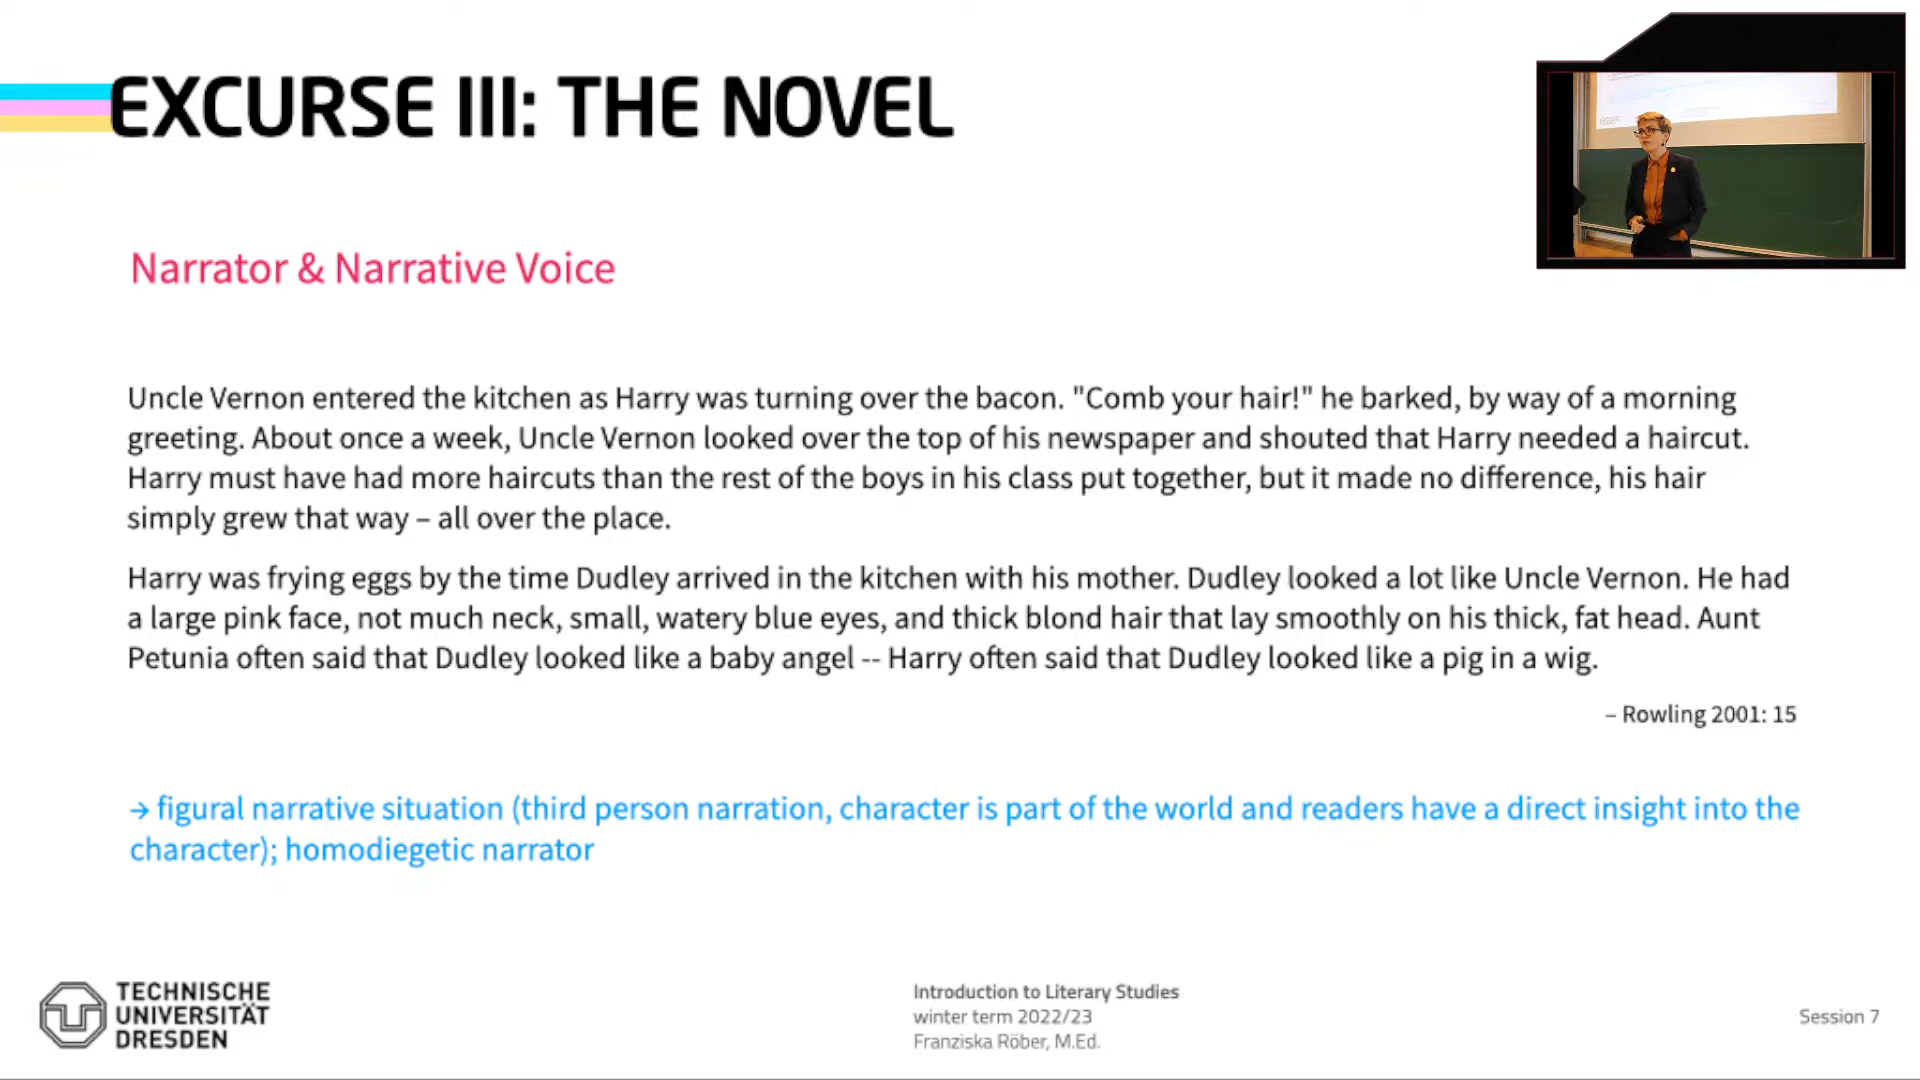 EXCURSE III: THE NOVEL
Narrator & Narrative Voice
Uncle Vernon entered the kitchen as Harry was turning over the bacon. "Comb your hair!" he barked, by way of a morning
greeting. About once a week, Uncle Vernon looked over the top of his newspaper and shouted that Harry needed a haircut.
Harry must have had more haircuts than the rest of the boys in his class put together, but it made no difference, his hair
simply grew that way – all over the place.
Harry was frying eggs by the time Dudley arrived in the kitchen with his mother. Dudley looked a lot like Uncle Vernon. He had
a large pink face, not much neck, small, watery blue eyes, and thick blond hair that lay smoothly on his thick, fat head. Aunt
Petunia often said that Dudley looked like a baby angel -- Harry often said that Dudley looked like a pig in a wig.
– Rowling 2001: 15
→ figural narrative situation (third person narration, character is part of the world and readers have a direct insight into the
character); homodiegetic narrator
TECHNISCHE
UNIVERSITÄT
DRESDEN
Introduction to Literary Studies
winter term 2022/23
Franziska Röber, M.Ed.
Session 7